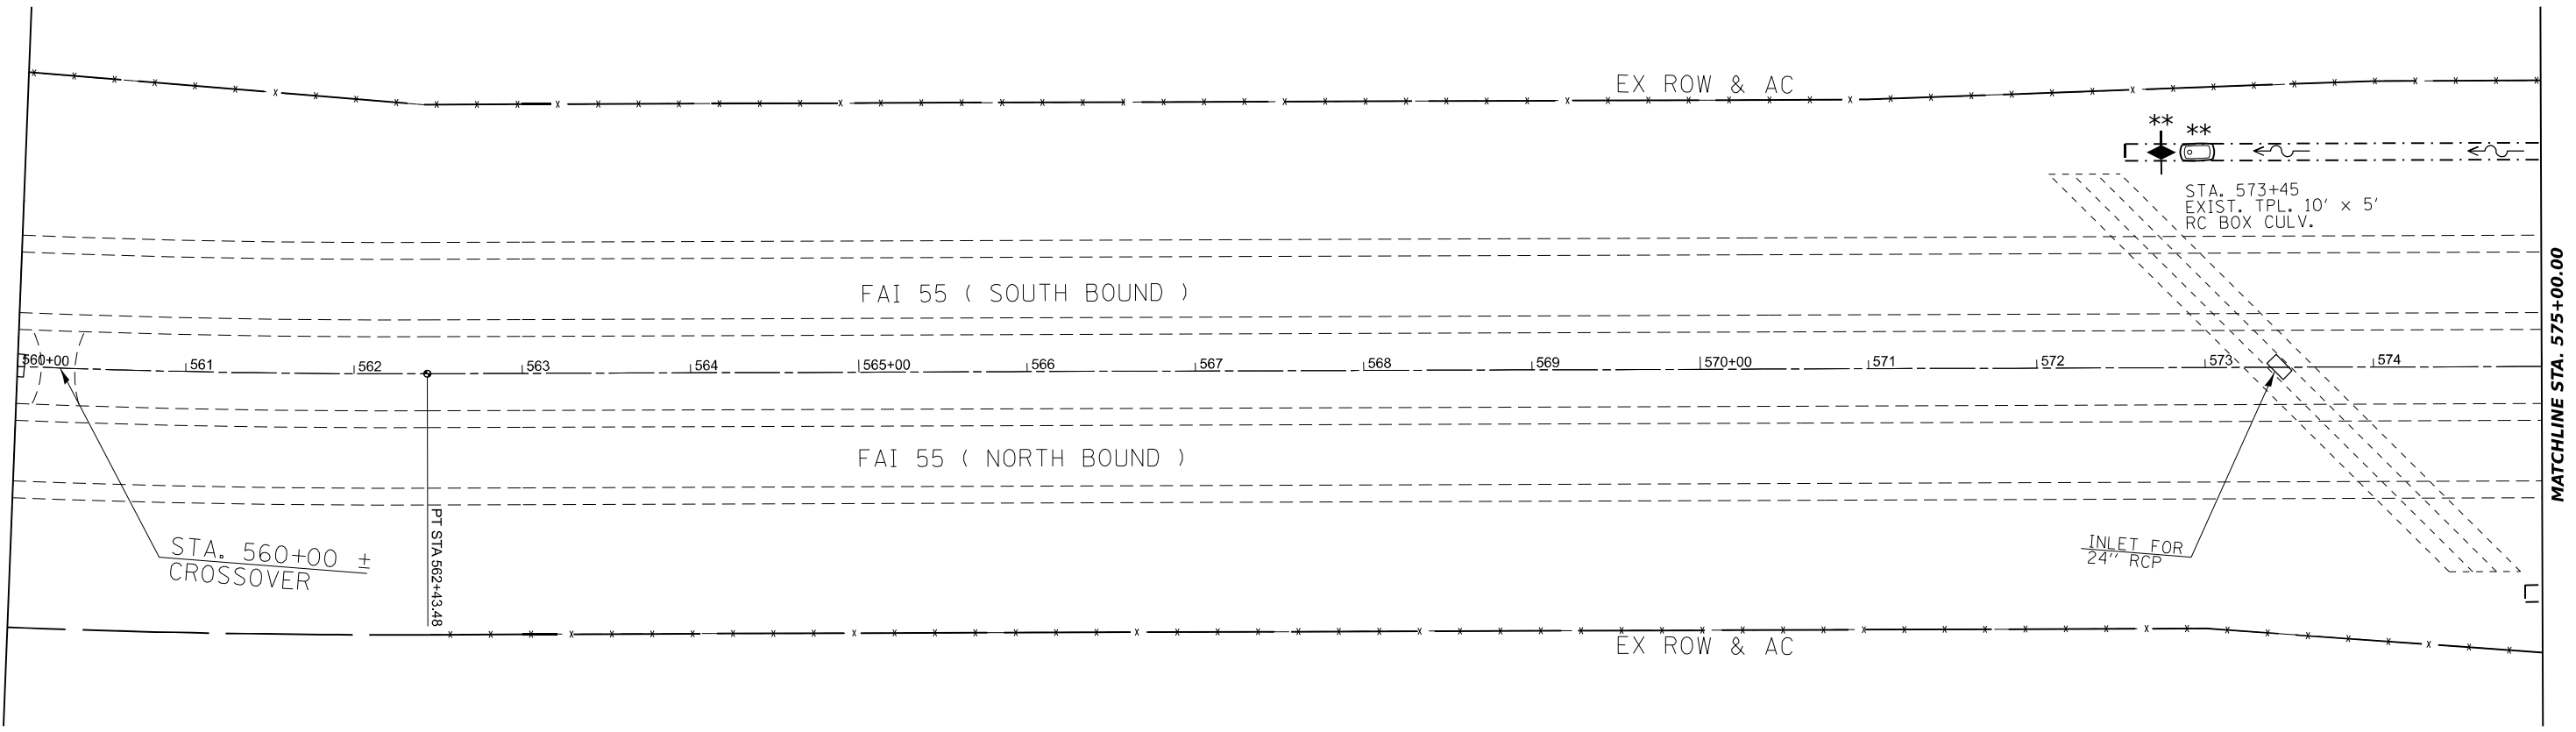 EX ROW & AC
** **
STA. 573+45
EXIST. TPL. 10' x 5'
RC BOX CULV.
FAI 55 ( SOUTH BOUND )
560+00 561 562 563 564 565+00 566 567 568 569 570+00 571 572 573 574
MATCHLINE STA. 575+00.00
FAI 55 ( NORTH BOUND )
STA. 560+00 ±
CROSSOVER
PT STA 562+43.48
INLET FOR
24" RCP
EX ROW & AC